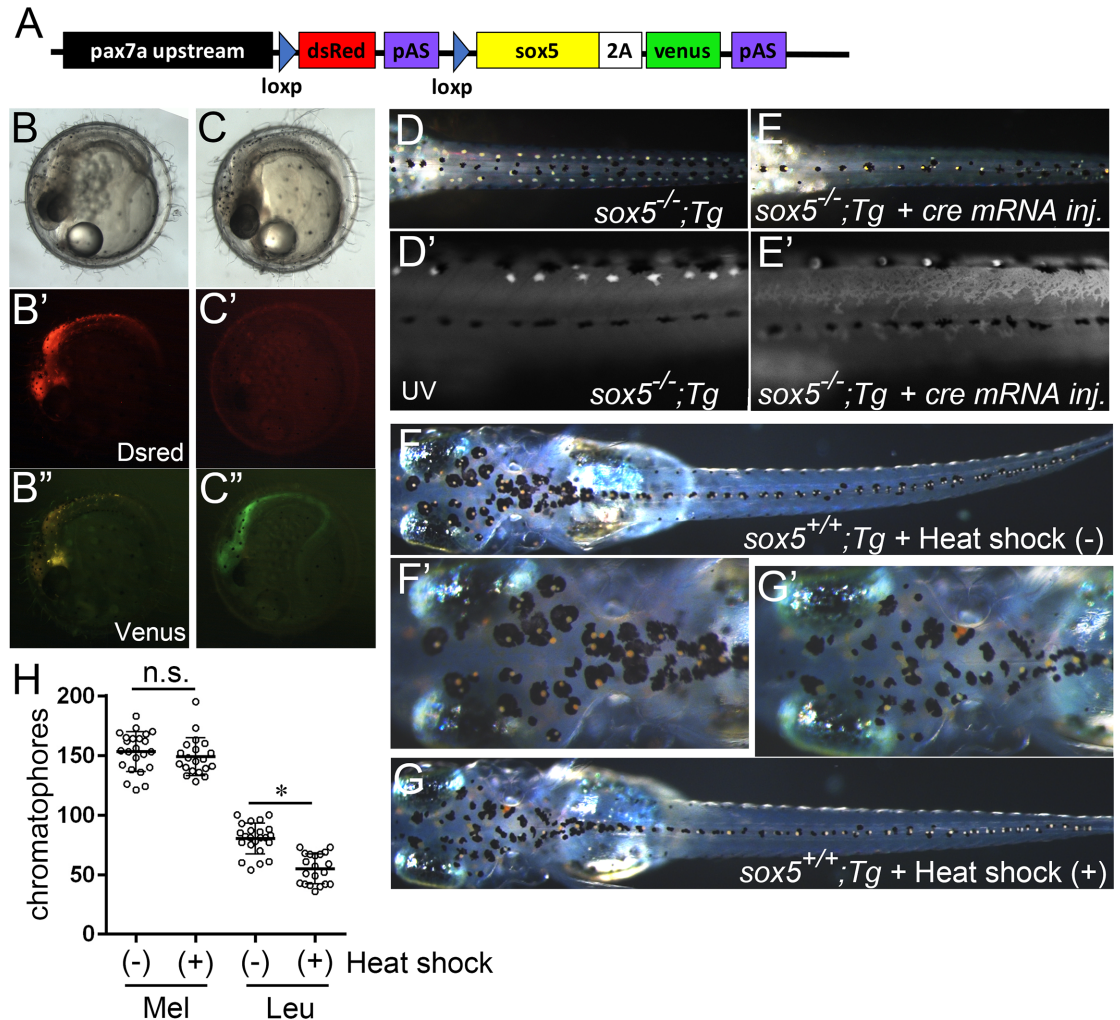 A
pax7a upstream
dsRed
pAS
sox5
2A
venus
pAS
loxp
loxp
B
C
D
sox5-/-;Tg
E
sox5-/-;Tg + cre mRNA inj.
B'
Dsred
C'
D'
UV
sox5-/-;Tg
E'
sox5-/-;Tg + cre mRNA inj.
B"
Venus
C"
F
sox5+/+;Tg + Heat shock (-)
F'
G'
G
sox5+/+;Tg + Heat shock (+)
H
chromatophores
200
150
100
50
0
n.s.
*
(-)
(+)
(-)
(+)
Heat shock
Mel
Leu